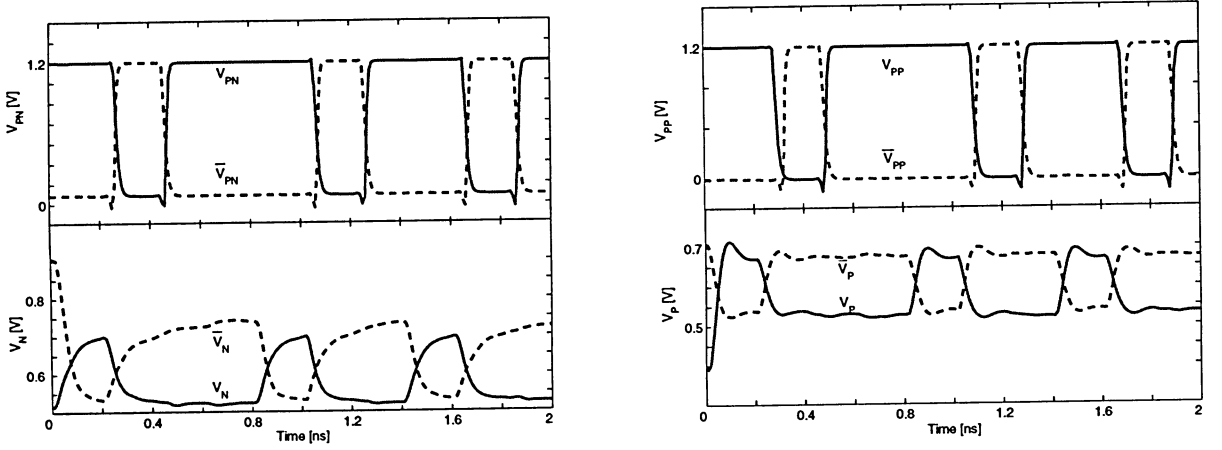 1.2
V_PN [V]
V_PN
V̅_PN
0
0.8
V_N [V]
V̅_N
0.6
V_N
0 0.4 0.8 1.2 1.6 2
Time [ns]
1.2
V_PP [V]
V_PP
V̅_PP
0
0.7
V_P [V]
V̅_P
V_P
0.5
0 0.4 0.8 1.2 1.6 2
Time [ns]